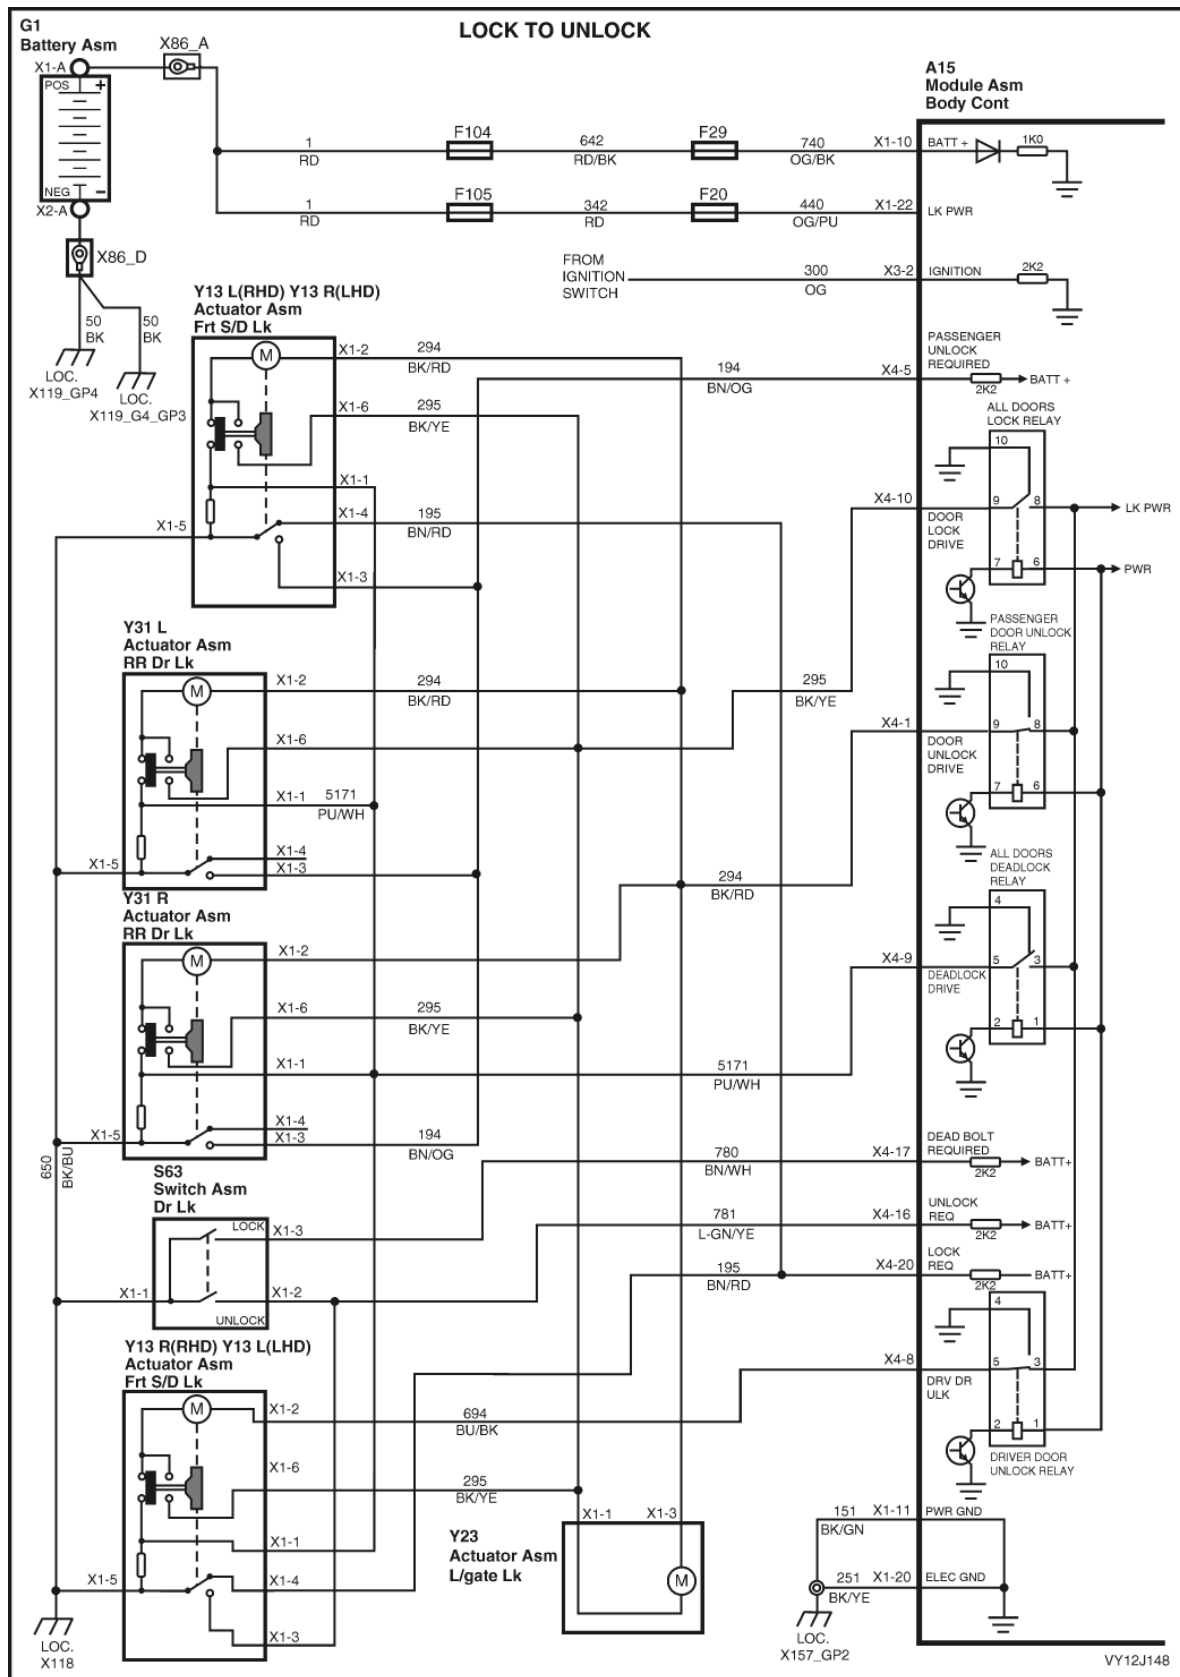 LOCK TO UNLOCK
G1
Battery Asm
X86_A
X1-A
POS
+
NEG
−
X2-A
X86_D
50
BK
50
BK
LOC.
X119_GP4
LOC.
X119_G4_GP3
A15
Module Asm
Body Cont
1
RD
F104
642
RD/BK
F29
740
OG/BK
X1-10
BATT +
1K0
1
RD
F105
342
RD
F20
440
OG/PU
X1-22
LK PWR
FROM
IGNITION
SWITCH
300
OG
X3-2
IGNITION
2K2
Y13 L(RHD) Y13 R(LHD)
Actuator Asm
Frt S/D Lk
M
X1-2
294
BK/RD
X1-6
295
BK/YE
X1-1
X1-4
195
BN/RD
X1-5
X1-3
PASSENGER
UNLOCK
REQUIRED
194
BN/OG
X4-5
2K2
BATT +
ALL DOORS
LOCK RELAY
10
X4-10
9
8
DOOR
LOCK
DRIVE
LK PWR
7
6
PWR
Y31 L
Actuator Asm
RR Dr Lk
M
X1-2
294
BK/RD
X1-6
X1-1
5171
PU/WH
X1-4
X1-5
X1-3
295
BK/YE
PASSENGER
DOOR UNLOCK
RELAY
10
X4-1
9
8
DOOR
UNLOCK
DRIVE
7
6
294
BK/RD
Y31 R
Actuator Asm
RR Dr Lk
M
X1-2
X1-6
295
BK/YE
X1-1
X1-4
X1-5
X1-3
194
BN/OG
650
BK/BU
ALL DOORS
DEADLOCK
RELAY
4
X4-9
5
3
DEADLOCK
DRIVE
2
1
5171
PU/WH
S63
Switch Asm
Dr Lk
LOCK
X1-3
X1-1
X1-2
UNLOCK
780
BN/WH
X4-17
DEAD BOLT
REQUIRED
2K2
BATT+
781
L-GN/YE
X4-16
UNLOCK
REQ
2K2
BATT+
195
BN/RD
X4-20
LOCK
REQ
2K2
BATT+
Y13 R(RHD) Y13 L(LHD)
Actuator Asm
Frt S/D Lk
M
X1-2
694
BU/BK
X1-6
295
BK/YE
X1-1
X1-5
X1-4
X1-3
LOC.
X118
4
X4-8
5
3
DRV DR
ULK
2
1
DRIVER DOOR
UNLOCK RELAY
Y23
Actuator Asm
L/gate Lk
X1-1
X1-3
M
151
BK/GN
X1-11
PWR GND
251
BK/YE
X1-20
ELEC GND
LOC.
X157_GP2
VY12J148